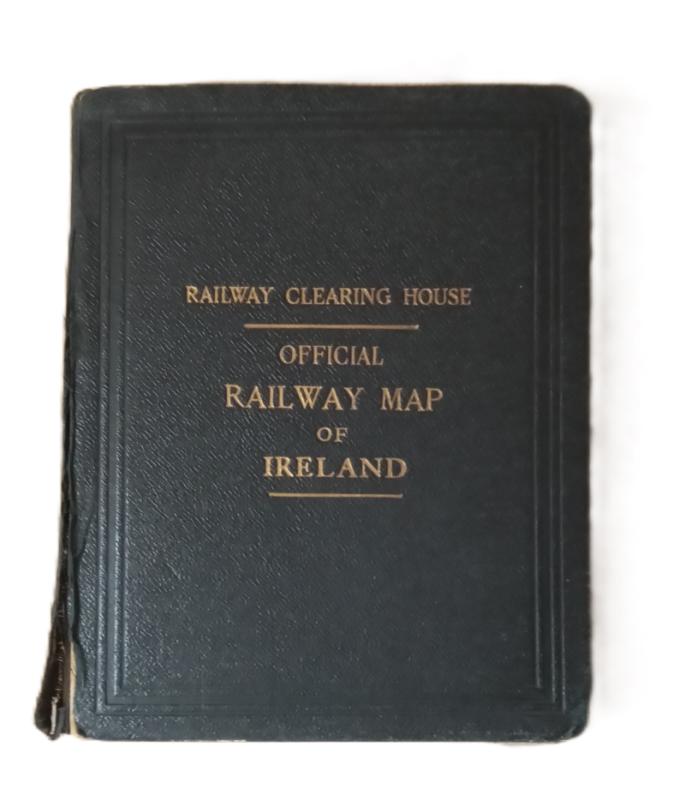 RAILWAY CLEARING HOUSE
OFFICIAL
RAILWAY MAP
OF
IRELAND